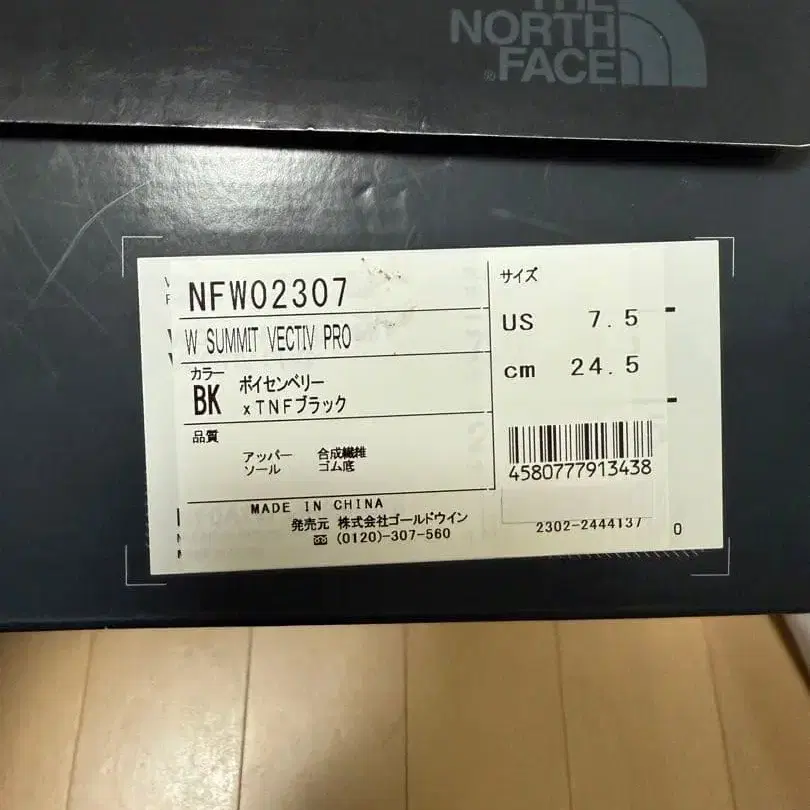 THE
NORTH
FACE
®
NFW02307
W SUMMIT VECTIV PRO
カラー
BK ボイセンベリー
xTNFブラック
品質
アッパー 合成繊維
ソール ゴム底
MADE IN CHINA
発売元 株式会社ゴールドウイン
☎ (0120)-307-560
サイズ
US 7.5
cm 24.5
4580777913438
2302-2444137
0